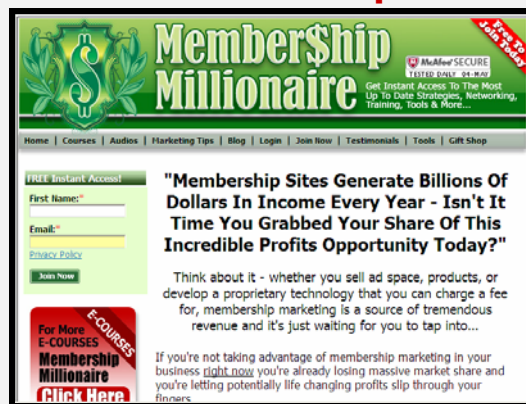 Member$hip
Millionaire
Free To
Join Today
McAfee SECURE
TESTED DAILY 04-MAY
Get Instant Access To The Most
Up To Date Strategies, Networking,
Training, Tools & More...
Home | Courses | Audios | Marketing Tips | Blog | Login | Join Now | Testimonials | Tools | Gift Shop
FREE Instant Access!
First Name:*
Email:*
Privacy Policy
Join Now
E-COURSES
For More
E-COURSES
Membership
Millionaire
Click Here
"Membership Sites Generate Billions Of
Dollars In Income Every Year - Isn't It
Time You Grabbed Your Share Of This
Incredible Profits Opportunity Today?"
Think about it - whether you sell ad space, products, or
develop a proprietary technology that you can charge a fee
for, membership marketing is a source of tremendous
revenue and it's just waiting for you to tap into...
If you're not taking advantage of membership marketing in your
business right now you're already losing massive market share and
you're letting potentially life changing profits slip through your
fingers